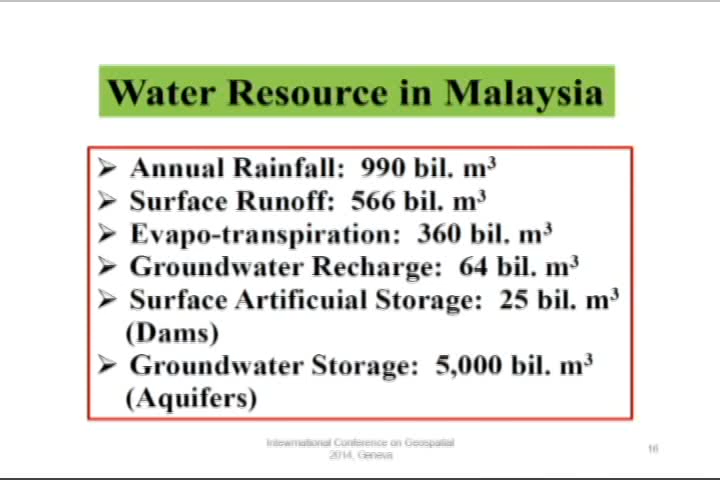 Water Resource in Malaysia
➢ Annual Rainfall: 990 bil. m³
➢ Surface Runoff: 566 bil. m³
➢ Evapo-transpiration: 360 bil. m³
➢ Groundwater Recharge: 64 bil. m³
➢ Surface Artificuial Storage: 25 bil. m³
(Dams)
➢ Groundwater Storage: 5,000 bil. m³
(Aquifers)
Intewrnational Conference on Geospatial
2014, Geneva
16